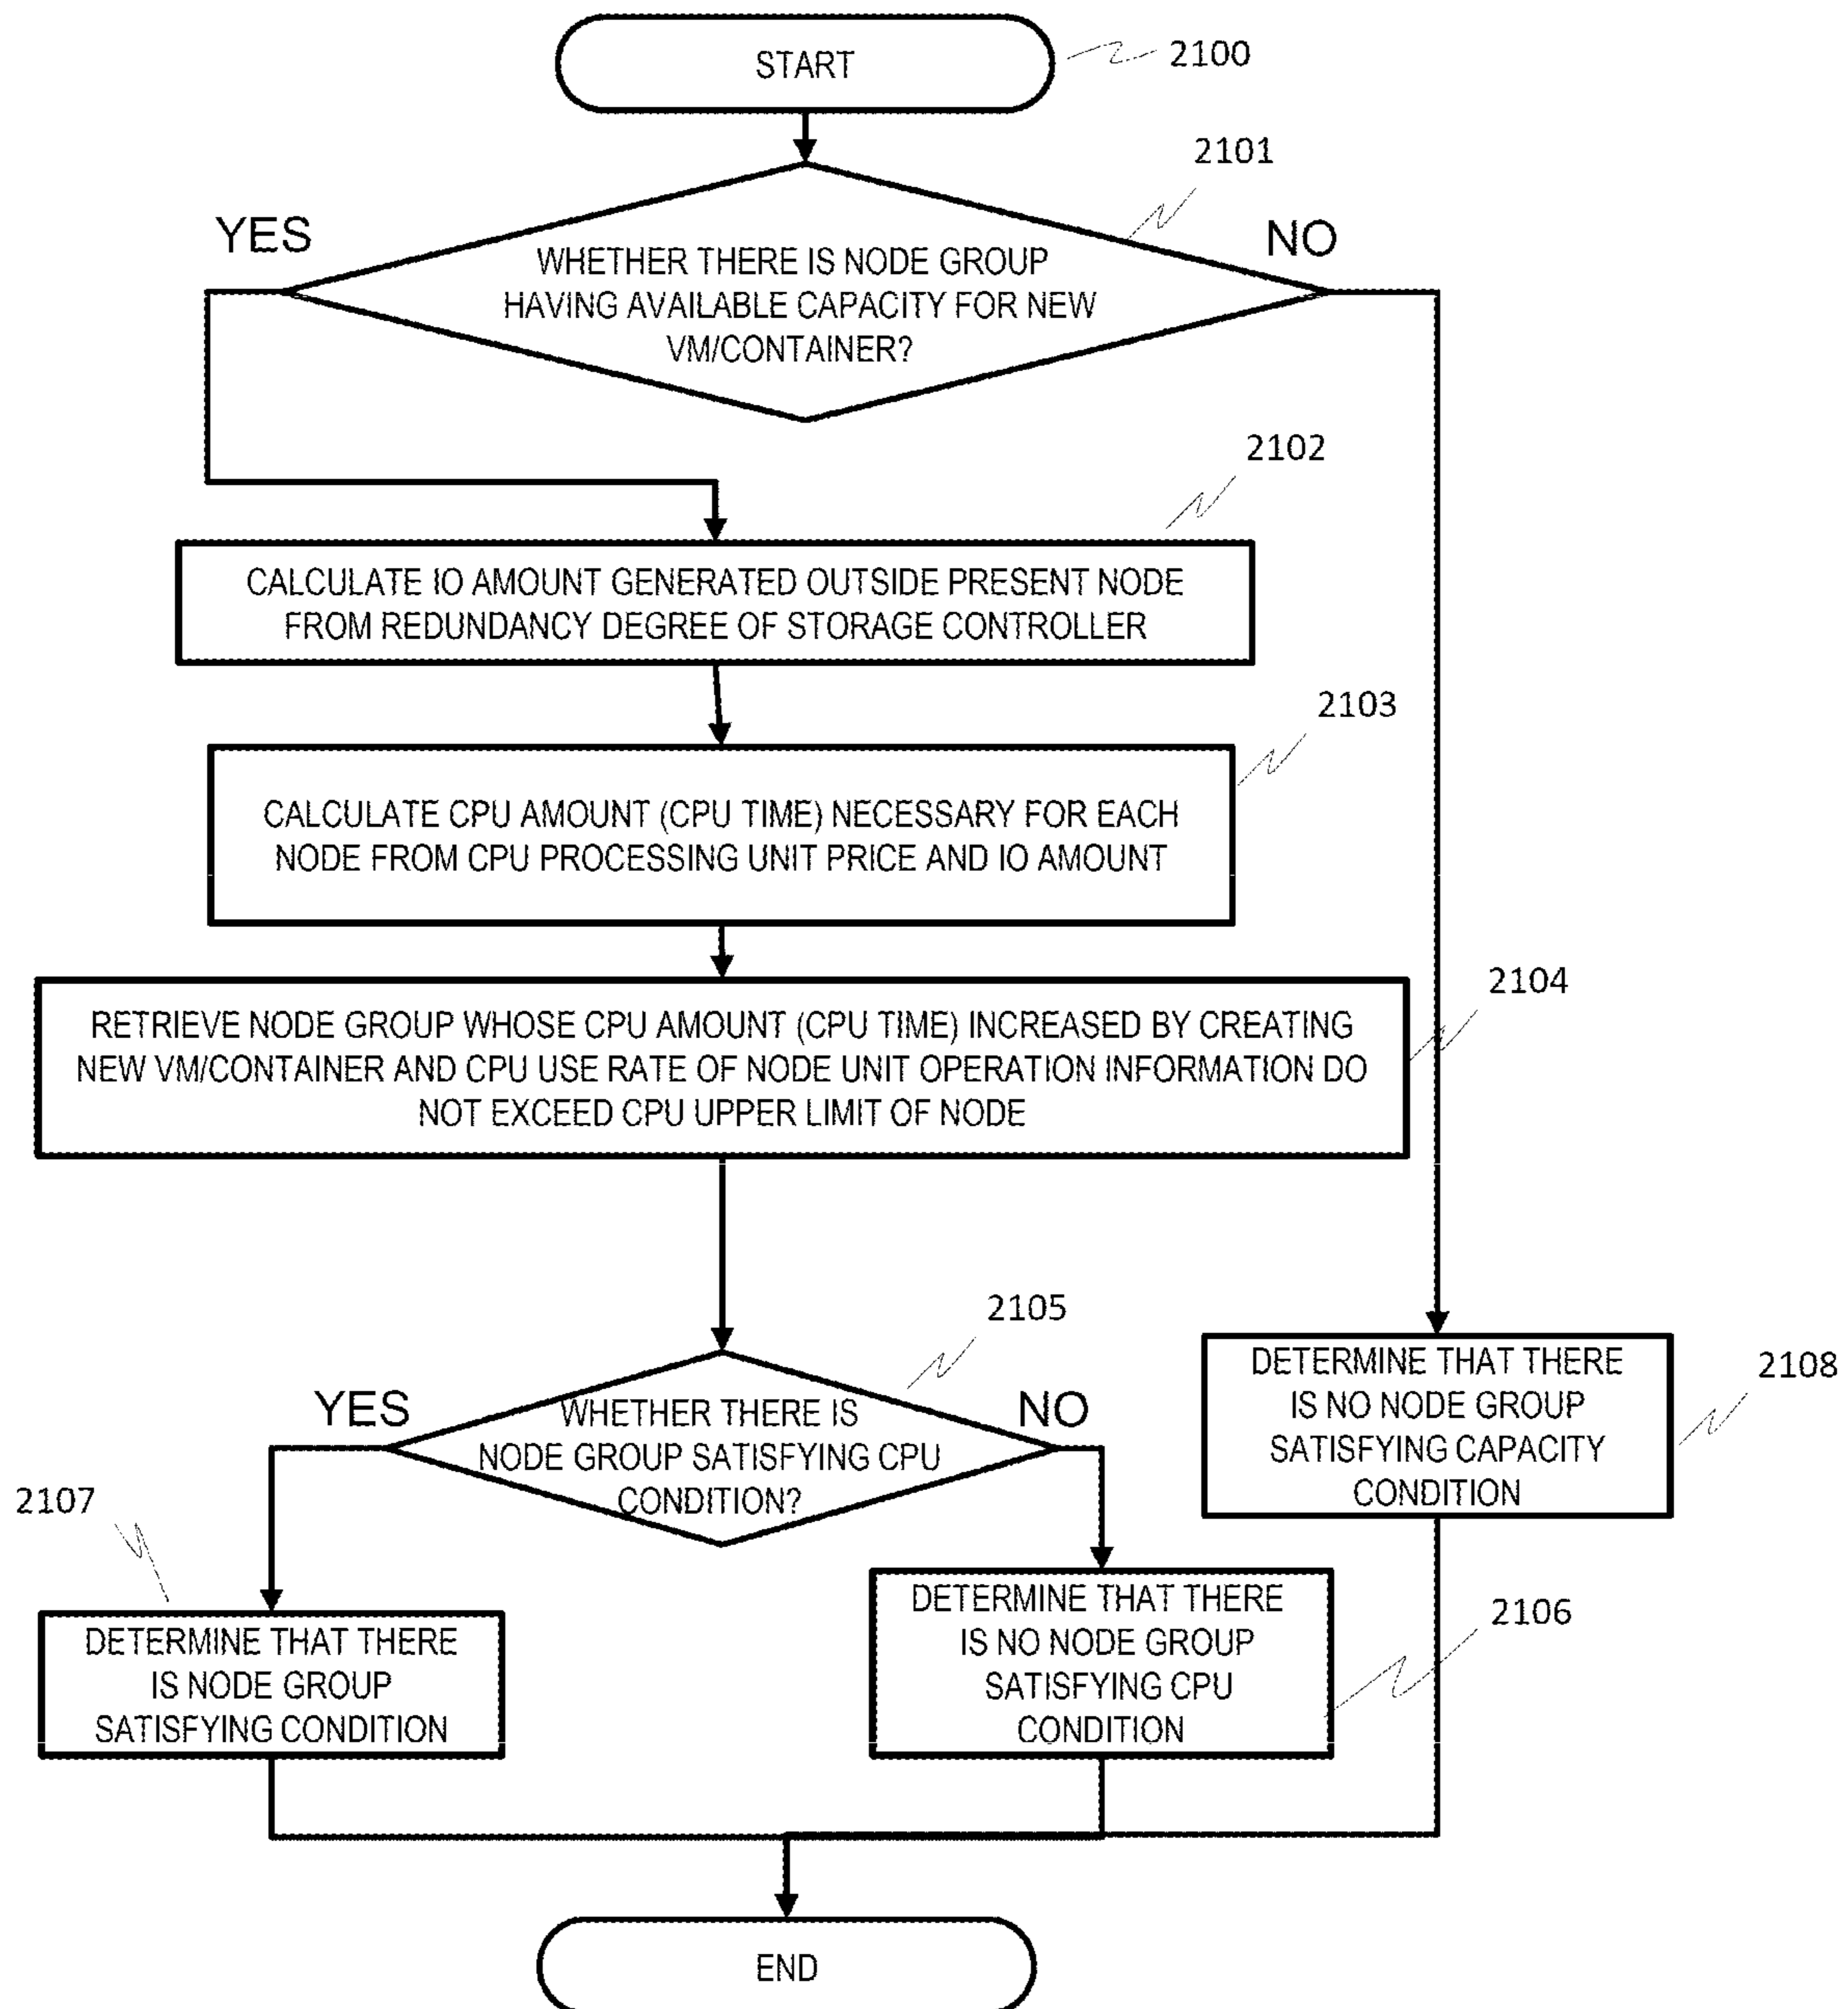 START
2100
2101
YES
NO
WHETHER THERE IS NODE GROUP
HAVING AVAILABLE CAPACITY FOR NEW
VM/CONTAINER?
2102
CALCULATE IO AMOUNT GENERATED OUTSIDE PRESENT NODE
FROM REDUNDANCY DEGREE OF STORAGE CONTROLLER
2103
CALCULATE CPU AMOUNT (CPU TIME) NECESSARY FOR EACH
NODE FROM CPU PROCESSING UNIT PRICE AND IO AMOUNT
2104
RETRIEVE NODE GROUP WHOSE CPU AMOUNT (CPU TIME) INCREASED BY CREATING
NEW VM/CONTAINER AND CPU USE RATE OF NODE UNIT OPERATION INFORMATION DO
NOT EXCEED CPU UPPER LIMIT OF NODE
2105
YES
NO
WHETHER THERE IS
NODE GROUP SATISFYING CPU
CONDITION?
DETERMINE THAT THERE
IS NO NODE GROUP
SATISFYING CAPACITY
CONDITION
2108
2107
DETERMINE THAT THERE
IS NODE GROUP
SATISFYING CONDITION
DETERMINE THAT THERE
IS NO NODE GROUP
SATISFYING CPU
CONDITION
2106
END